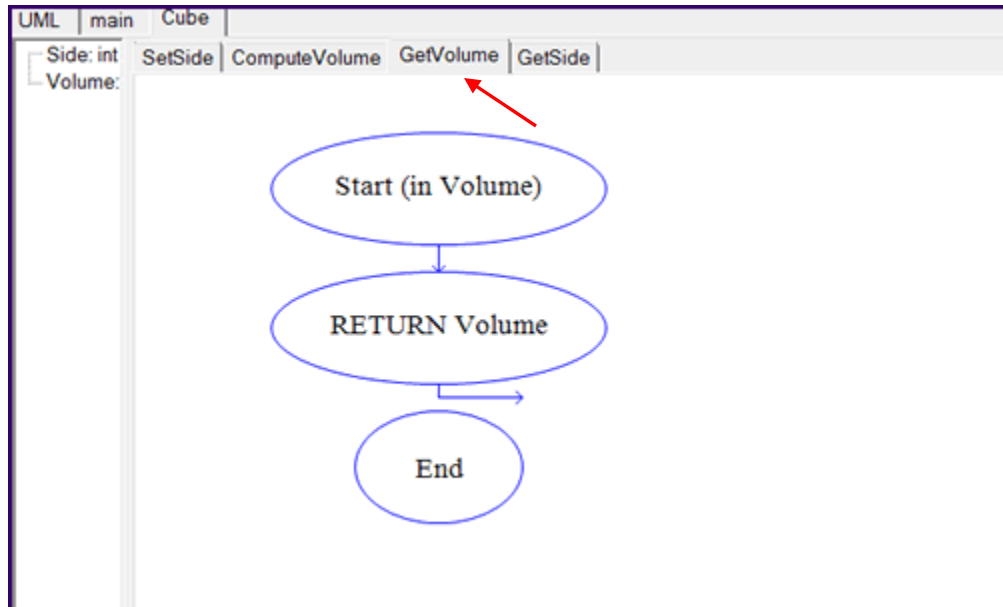 UML main Cube
Side: int
Volume:
SetSide ComputeVolume GetVolume GetSide
Start (in Volume)
RETURN Volume
End